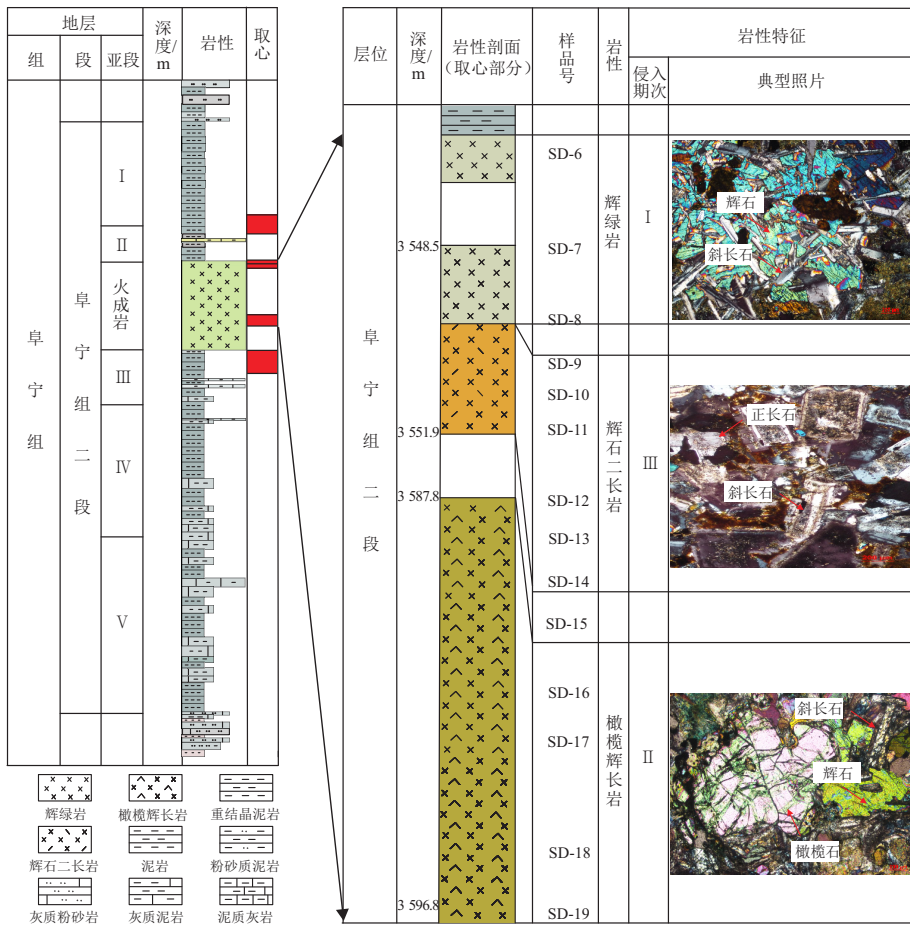 地层
组
段
亚段
深度/m
岩性
取心
阜宁组
阜宁组二段
Ⅰ
Ⅱ
火成岩
Ⅲ
Ⅳ
Ⅴ
辉绿岩
橄榄辉长岩
重结晶泥岩
辉石二长岩
泥岩
粉砂质泥岩
灰质粉砂岩
灰质泥岩
泥质灰岩
层位
深度/m
岩性剖面
（取心部分）
样品号
岩性
岩性特征
侵入期次
典型照片
阜宁组二段
3 548.5
3 551.9
3 587.8
3 596.8
SD-6
SD-7
SD-8
SD-9
SD-10
SD-11
SD-12
SD-13
SD-14
SD-15
SD-16
SD-17
SD-18
SD-19
辉绿岩
Ⅰ
辉石
斜长石
辉石二长岩
Ⅲ
正长石
斜长石
橄榄辉长岩
Ⅱ
斜长石
辉石
橄榄石